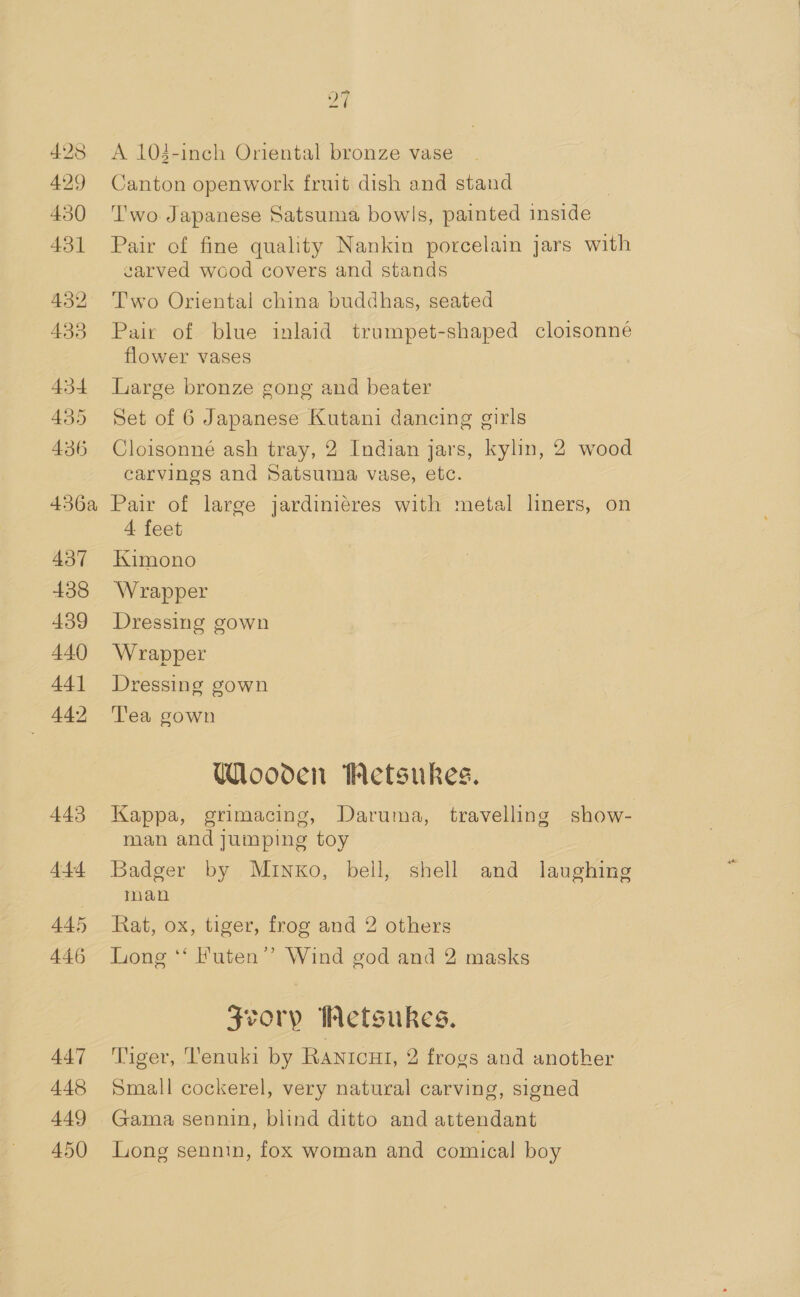 27
428 A 10½-inch Oriental bronze vase
429 Canton openwork fruit dish and stand
430 Two Japanese Satsuma bowls, painted inside
431 Pair of fine quality Nankin porcelain jars with
carved wood covers and stands
432 Two Oriental china buddhas, seated
433 Pair of blue inlaid trumpet-shaped cloisonné
flower vases
434 Large bronze gong and beater
435 Set of 6 Japanese Kutani dancing girls
436 Cloisonné ash tray, 2 Indian jars, kylin, 2 wood
carvings and Satsuma vase, etc.
436a Pair of large jardinières with metal liners, on
4 feet
437 Kimono
438 Wrapper
439 Dressing gown
440 Wrapper
441 Dressing gown
442 Tea gown
Wooden Netsukes.
443 Kappa, grimacing, Daruma, travelling show-
man and jumping toy
444 Badger by MINKO, bell, shell and laughing
man
445 Rat, ox, tiger, frog and 2 others
446 Long “Futen” Wind god and 2 masks
Ivory Netsukes.
447 Tiger, Tenuki by RANICHI, 2 frogs and another
448 Small cockerel, very natural carving, signed
449 Gama sennin, blind ditto and attendant
450 Long sennin, fox woman and comical boy